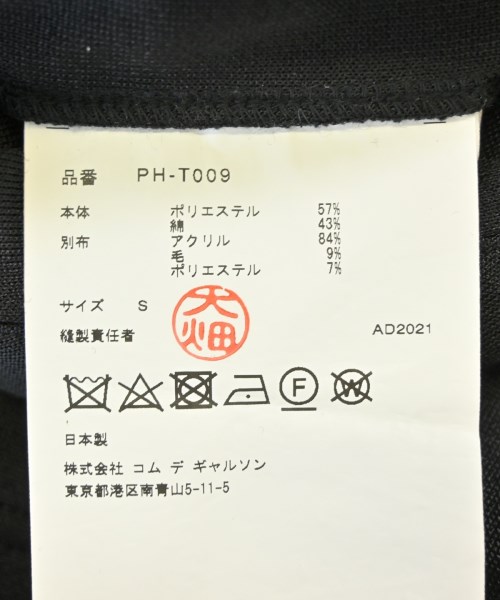 品番 PH-T009
本体 ポリエステル 57%
綿 43%
別布 アクリル 84%
毛 9%
ポリエステル 7%
サイズ S
縫製責任者 大畑 AD2021
F W
日本製
株式会社 コム デ ギャルソン
東京都港区南青山5-11-5